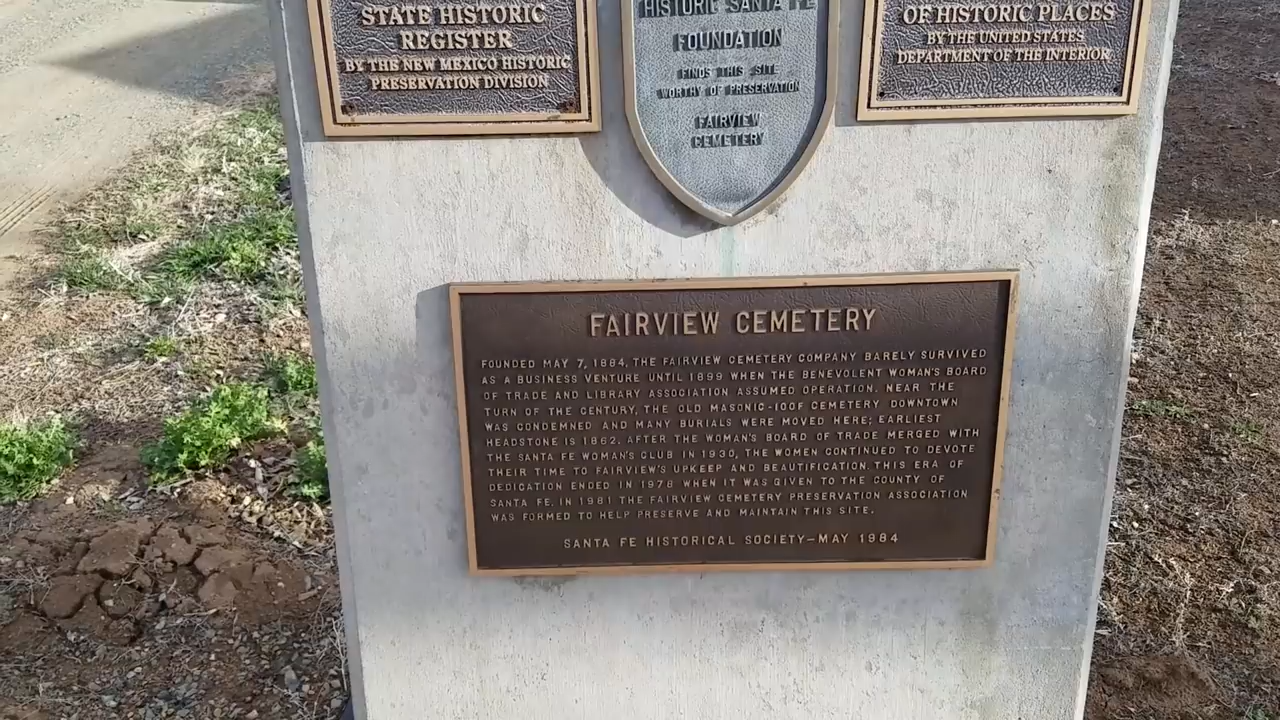 STATE HISTORIC
REGISTER
BY THE NEW MEXICO HISTORIC
PRESERVATION DIVISION
HISTORIC SANTA FE
FOUNDATION
FINDS THIS SITE
WORTHY OF PRESERVATION
FAIRVIEW
CEMETERY
OF HISTORIC PLACES
BY THE UNITED STATES
DEPARTMENT OF THE INTERIOR
FAIRVIEW CEMETERY
FOUNDED MAY 7, 1884, THE FAIRVIEW CEMETERY COMPANY BARELY SURVIVED
AS A BUSINESS VENTURE UNTIL 1899 WHEN THE BENEVOLENT WOMAN'S BOARD
OF TRADE AND LIBRARY ASSOCIATION ASSUMED OPERATION. NEAR THE
TURN OF THE CENTURY, THE OLD MASONIC-IOOF CEMETERY DOWNTOWN
WAS CONDEMNED AND MANY BURIALS WERE MOVED HERE; EARLIEST
HEADSTONE IS 1862. AFTER THE WOMAN'S BOARD OF TRADE MERGED WITH
THE SANTA FE WOMAN'S CLUB IN 1930, THE WOMEN CONTINUED TO DEVOTE
THEIR TIME TO FAIRVIEW'S UPKEEP AND BEAUTIFICATION. THIS ERA OF
DEDICATION ENDED IN 1978 WHEN IT WAS GIVEN TO THE COUNTY OF
SANTA FE. IN 1981 THE FAIRVIEW CEMETERY PRESERVATION ASSOCIATION
WAS FORMED TO HELP PRESERVE AND MAINTAIN THIS SITE.
SANTA FE HISTORICAL SOCIETY—MAY 1984